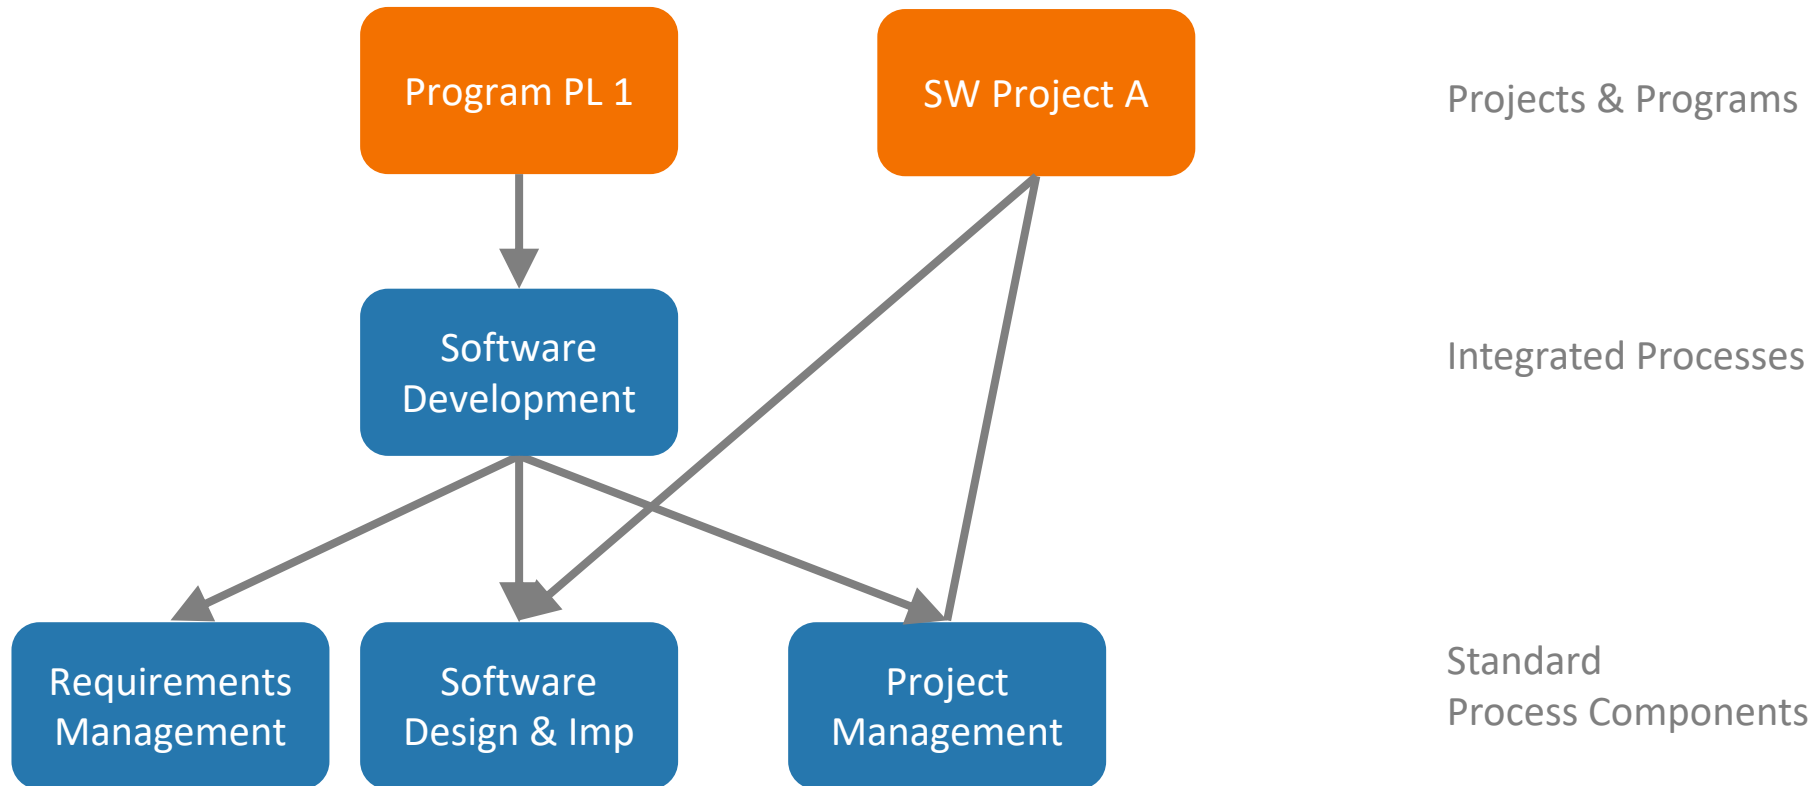 Program PL 1
SW Project A
Projects & Programs
Software
Development
Integrated Processes
Requirements
Management
Software
Design & Imp
Project
Management
Standard
Process Components